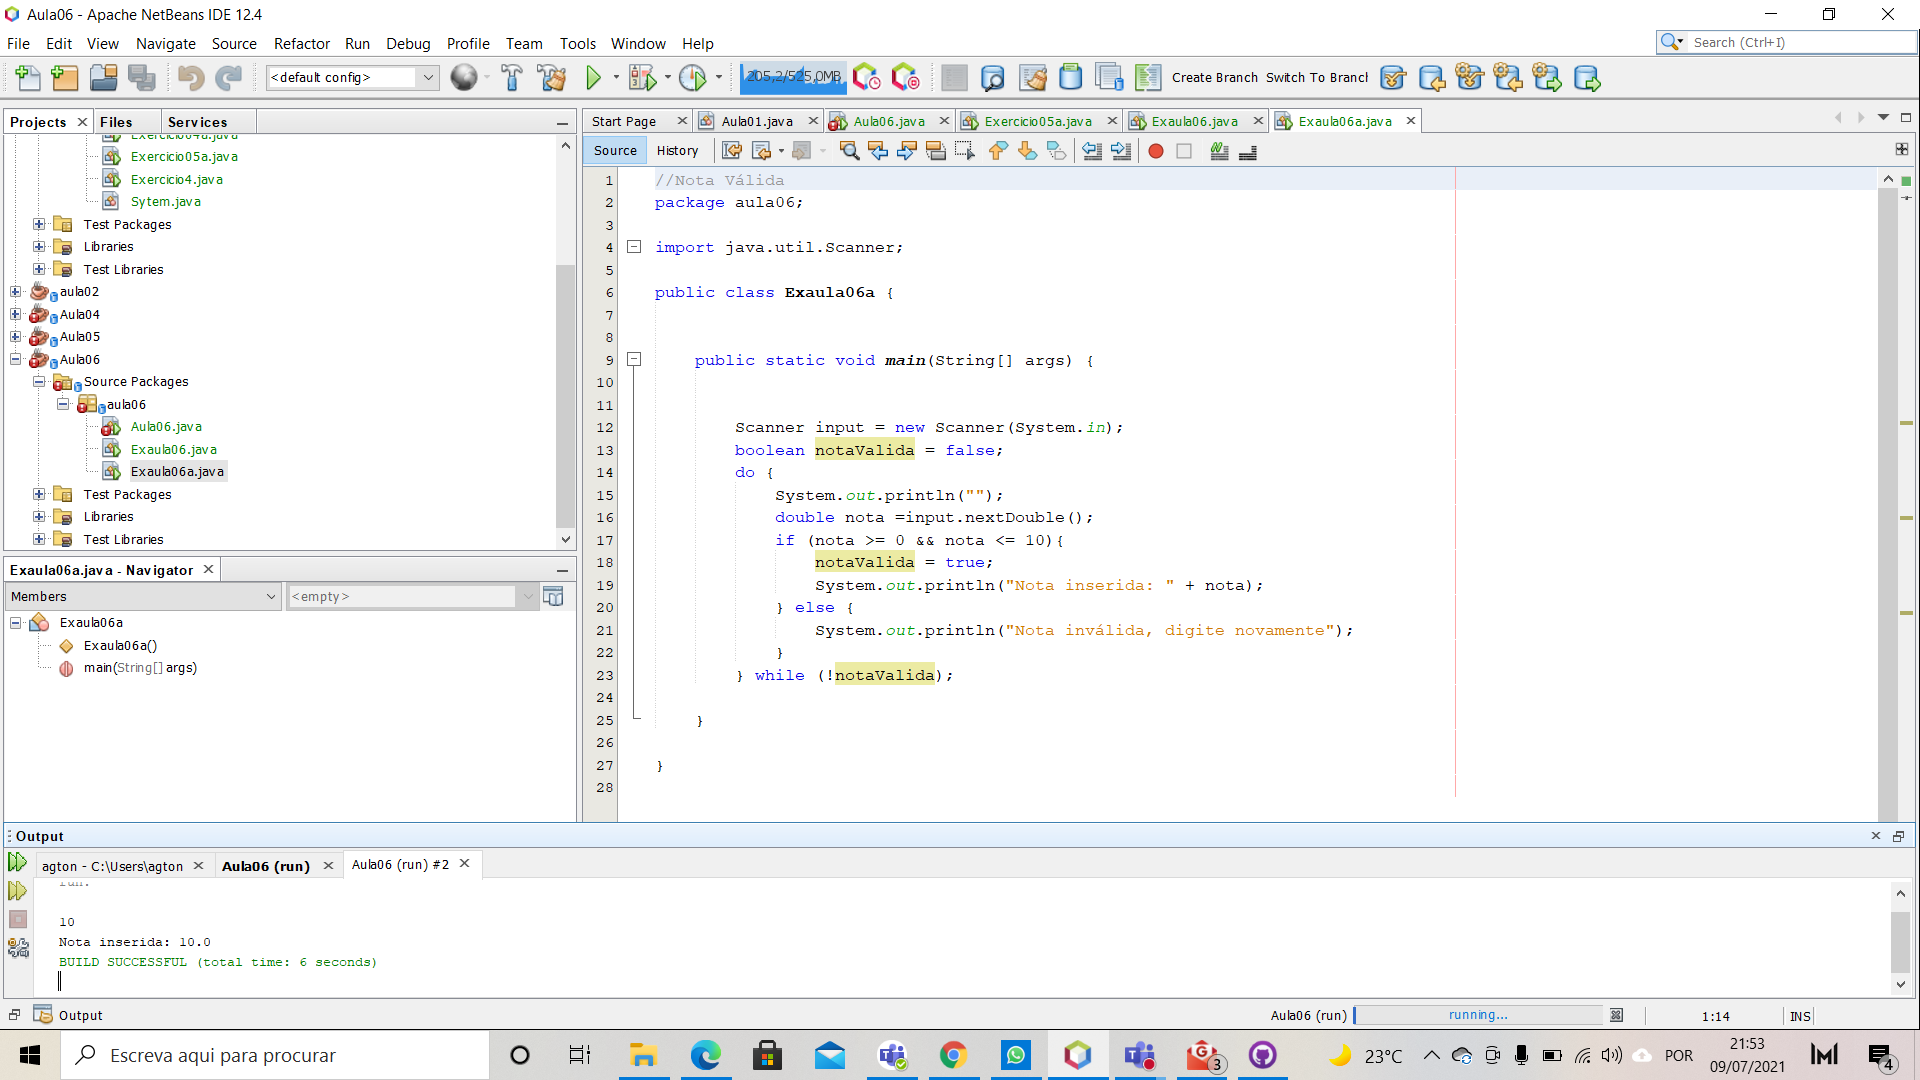 Aula06 - Apache NetBeans IDE 12.4
File Edit View Navigate Source Refactor Run Debug Profile Team Tools Window Help
Search (Ctrl+I)
<default config>
205,2/525,0MB
Create Branch Switch To Branch
Projects Files Services
Start Page Aula01.java Aula06.java Exercicio05a.java Exaula06.java Exaula06a.java
Source History
Exercicio04a.java
Exercicio05a.java
Exercicio4.java
Sytem.java
Test Packages
Libraries
Test Libraries
aula02
Aula04
Aula05
Aula06
Source Packages
aula06
Aula06.java
Exaula06.java
Exaula06a.java
Test Packages
Libraries
Test Libraries
Exaula06a.java - Navigator
Members <empty>
Exaula06a
Exaula06a()
main(String[] args)
1 //Nota Válida
2 package aula06;
3
4 import java.util.Scanner;
5
6 public class Exaula06a {
7
8
9 public static void main(String[] args) {
10
11
12 Scanner input = new Scanner(System.in);
13 boolean notaValida = false;
14 do {
15 System.out.println("");
16 double nota =input.nextDouble();
17 if (nota >= 0 && nota <= 10){
18 notaValida = true;
19 System.out.println("Nota inserida: " + nota);
20 } else {
21 System.out.println("Nota inválida, digite novamente");
22 }
23 } while (!notaValida);
24
25 }
26
27 }
28
Output
agton - C:\Users\agton Aula06 (run) Aula06 (run) #2
run:
10
Nota inserida: 10.0
BUILD SUCCESSFUL (total time: 6 seconds)
Output Aula06 (run) running... 1:14 INS
Escreva aqui para procurar
3
23°C
POR
21:53
09/07/2021
4